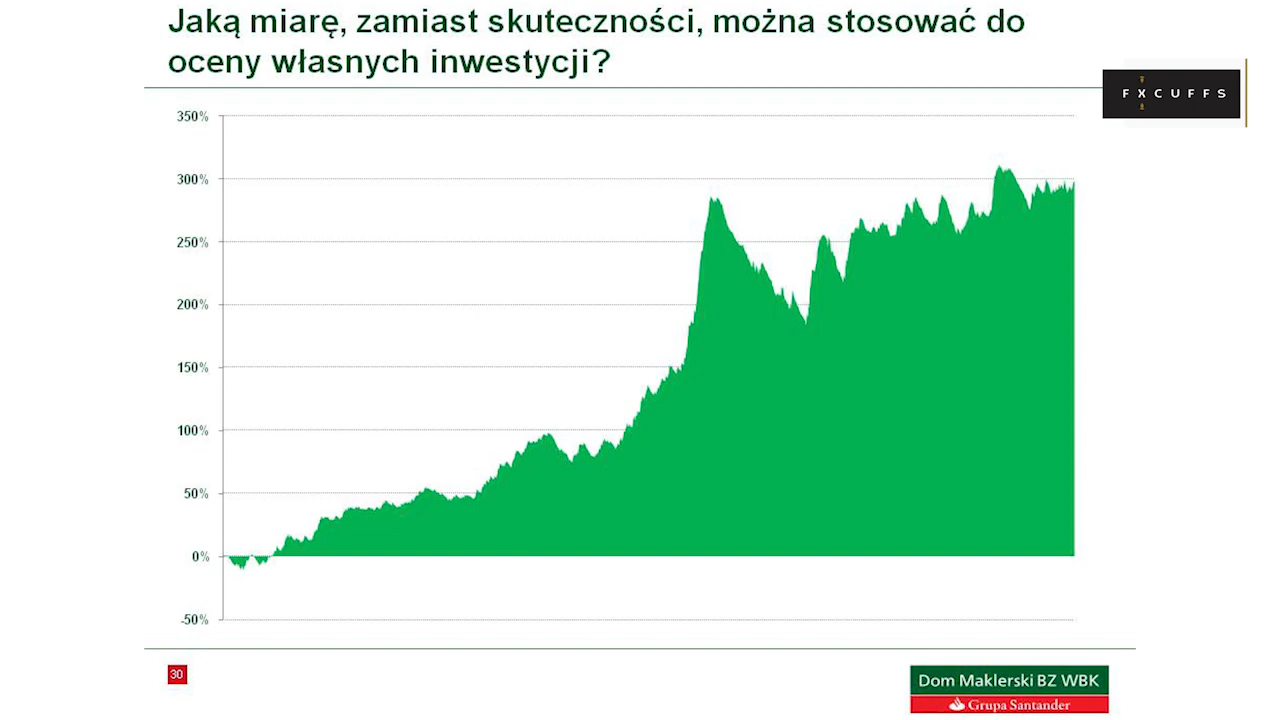 Jaką miarę, zamiast skuteczności, można stosować do
oceny własnych inwestycji?
FXCUFFS
350%
300%
250%
200%
150%
100%
50%
0%
-50%
30
Dom Maklerski BZ WBK
Grupa Santander